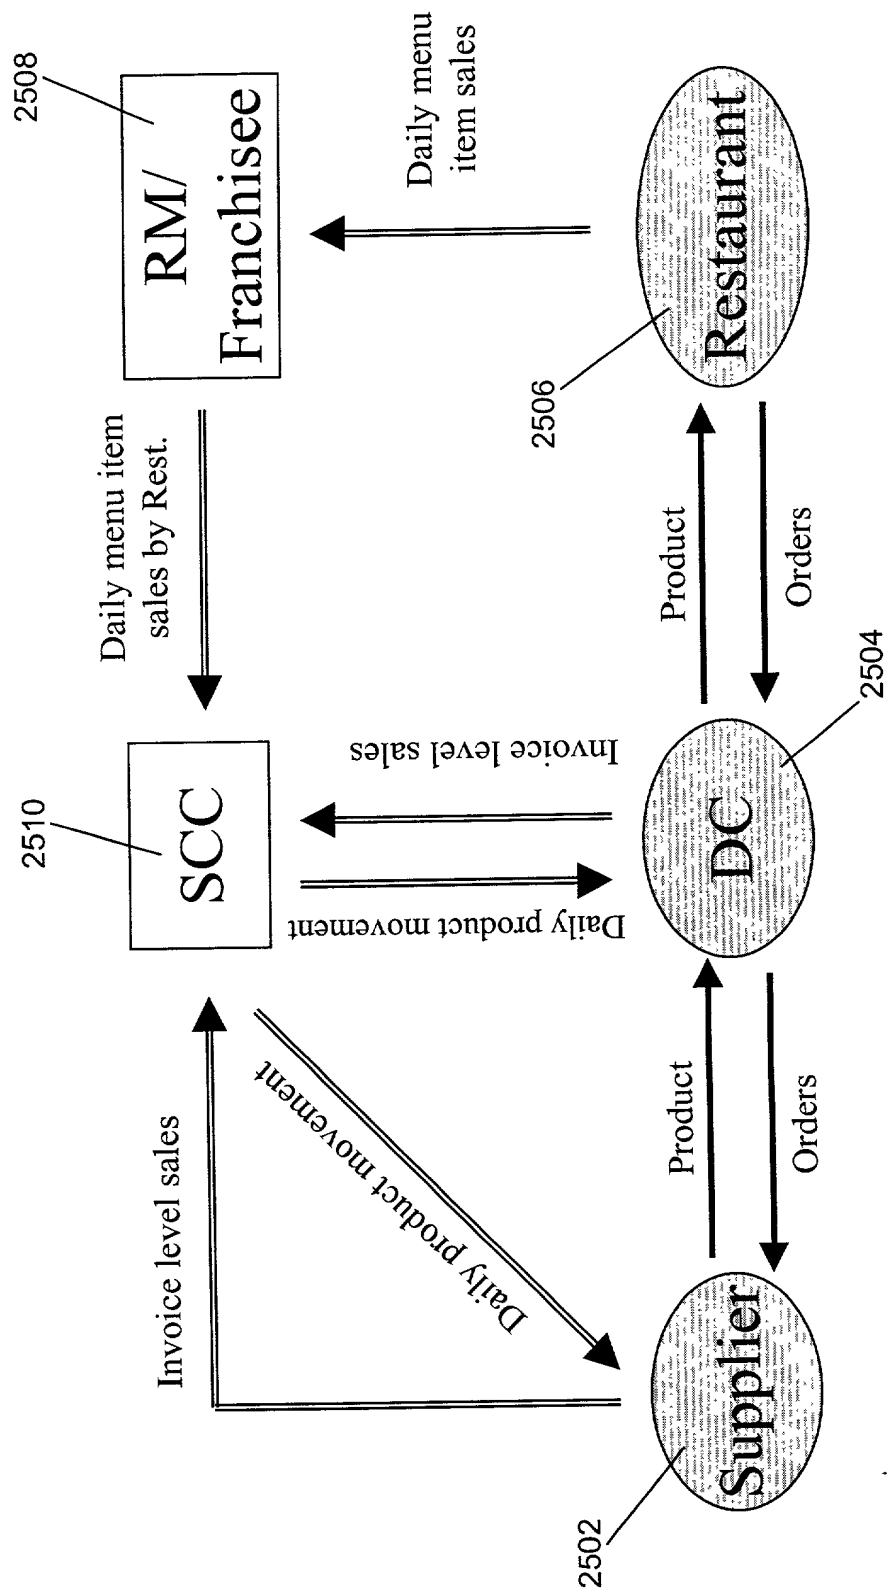 2510
SCC
2508
RM/
Franchisee
Invoice level sales
Daily menu item
sales by Rest.
Daily product movement
Daily product movement
Invoice level sales
Daily menu
item sales
2502
Supplier
Product
Orders
DC
2504
Product
Orders
2506
Restaurant